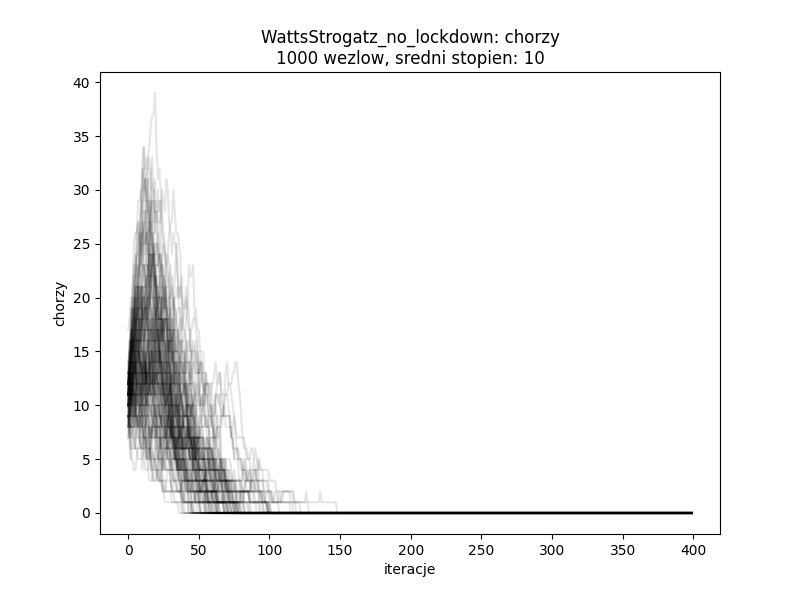 WattsStrogatz_no_lockdown: chorzy
1000 wezlow, sredni stopien: 10
40
35
30
25
20
15
10
5
0
chorzy
0 50 100 150 200 250 300 350 400
iteracje